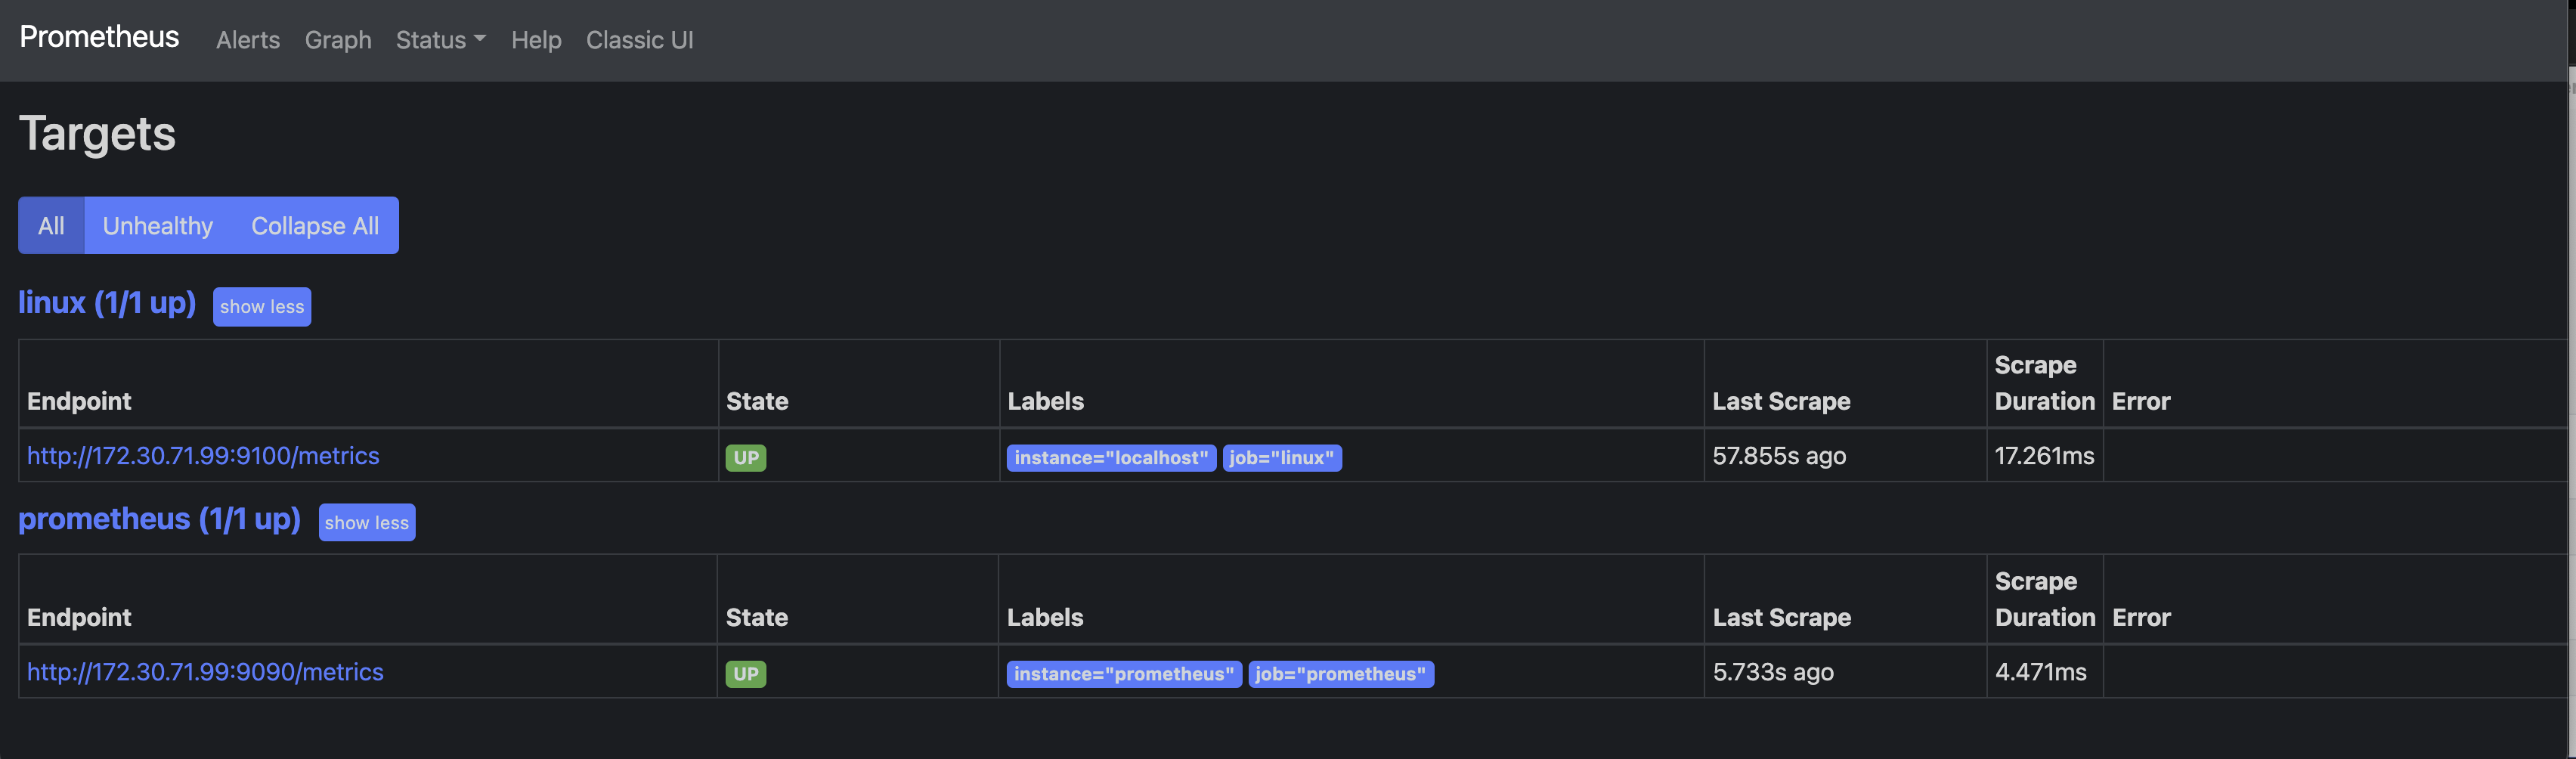 Prometheus Alerts Graph Status Help Classic UI
Targets
All Unhealthy Collapse All
linux (1/1 up) show less
Endpoint State Labels Last Scrape Scrape Duration Error
http://172.30.71.99:9100/metrics UP instance="localhost" job="linux" 57.855s ago 17.261ms
prometheus (1/1 up) show less
Endpoint State Labels Last Scrape Scrape Duration Error
http://172.30.71.99:9090/metrics UP instance="prometheus" job="prometheus" 5.733s ago 4.471ms